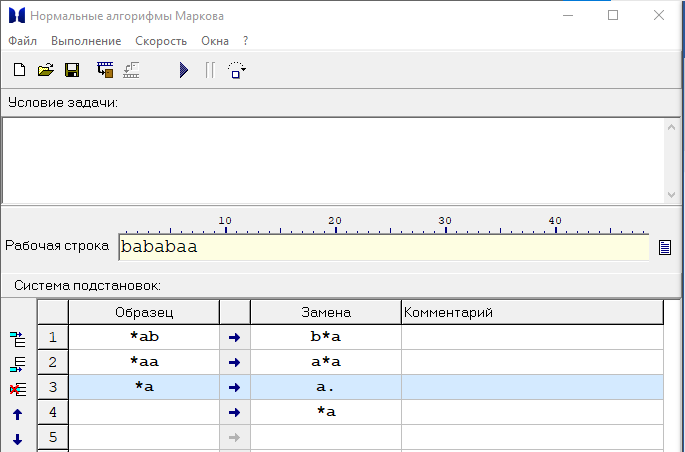 Нормальные алгорифмы Маркова
Файл Выполнение Скорость Окна ?
Условие задачи:
10 20 30 40
Рабочая строка bababaa
Система подстановок:
Образец Замена Комментарий
1 *ab b*a
2 *aa a*a
3 *a a.
4 *a
5